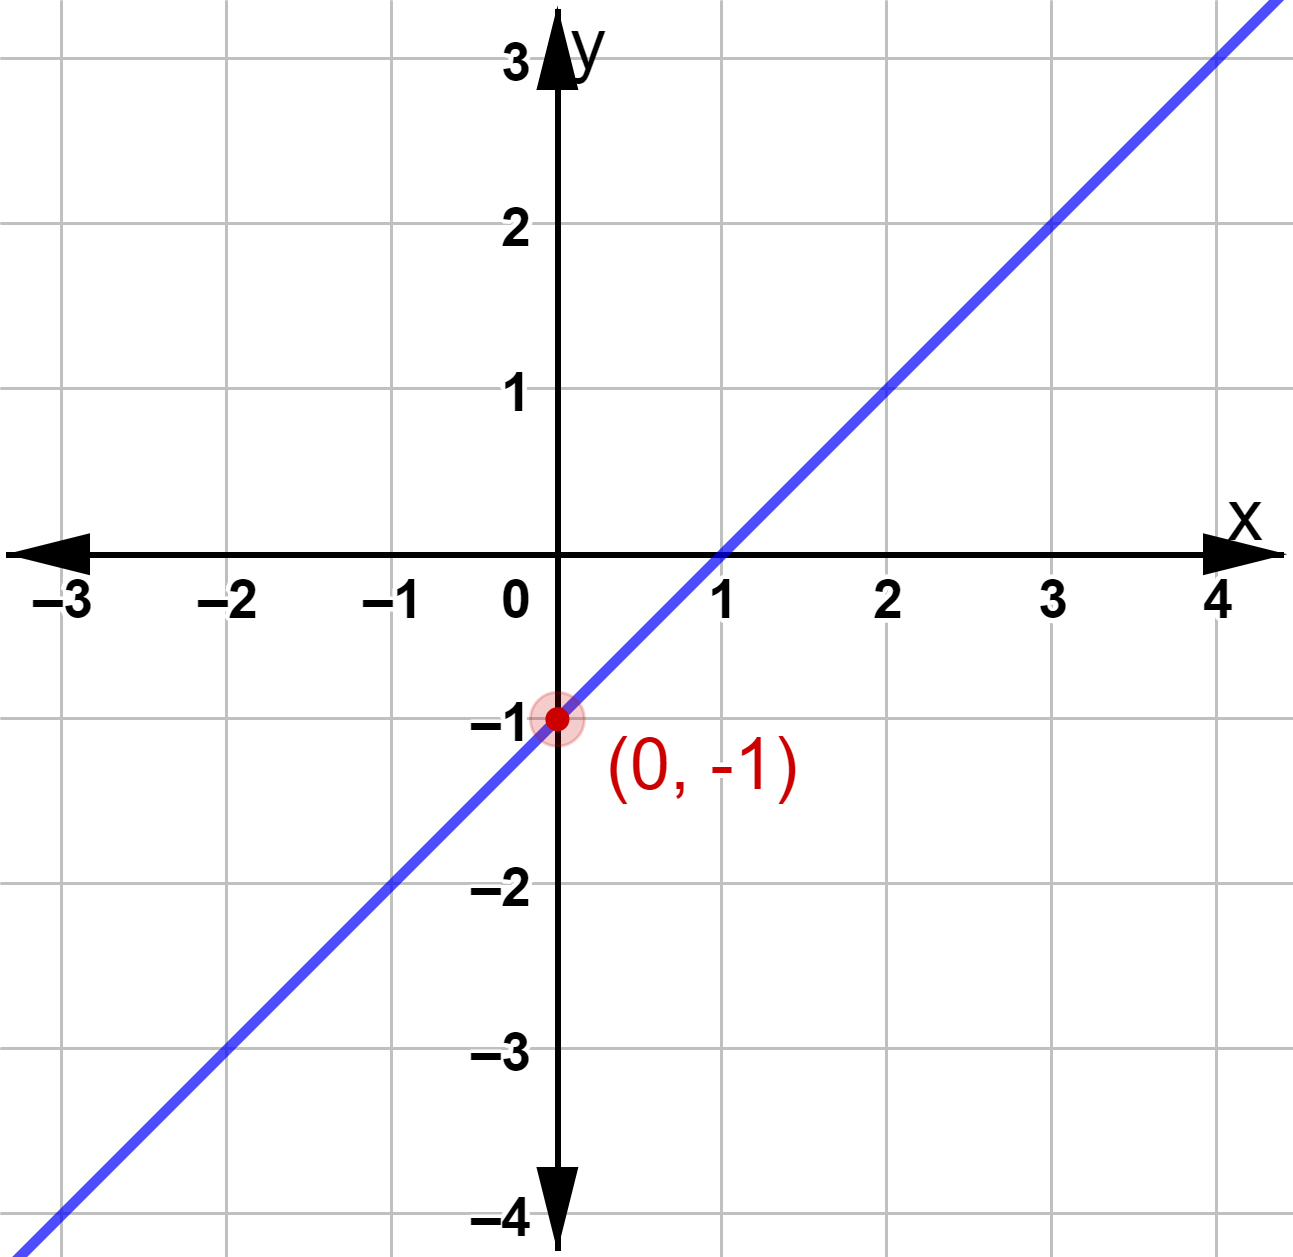 y
3
2
1
x
–3 –2 –1 0 1 2 3 4
–1
(0, -1)
–2
–3
–4